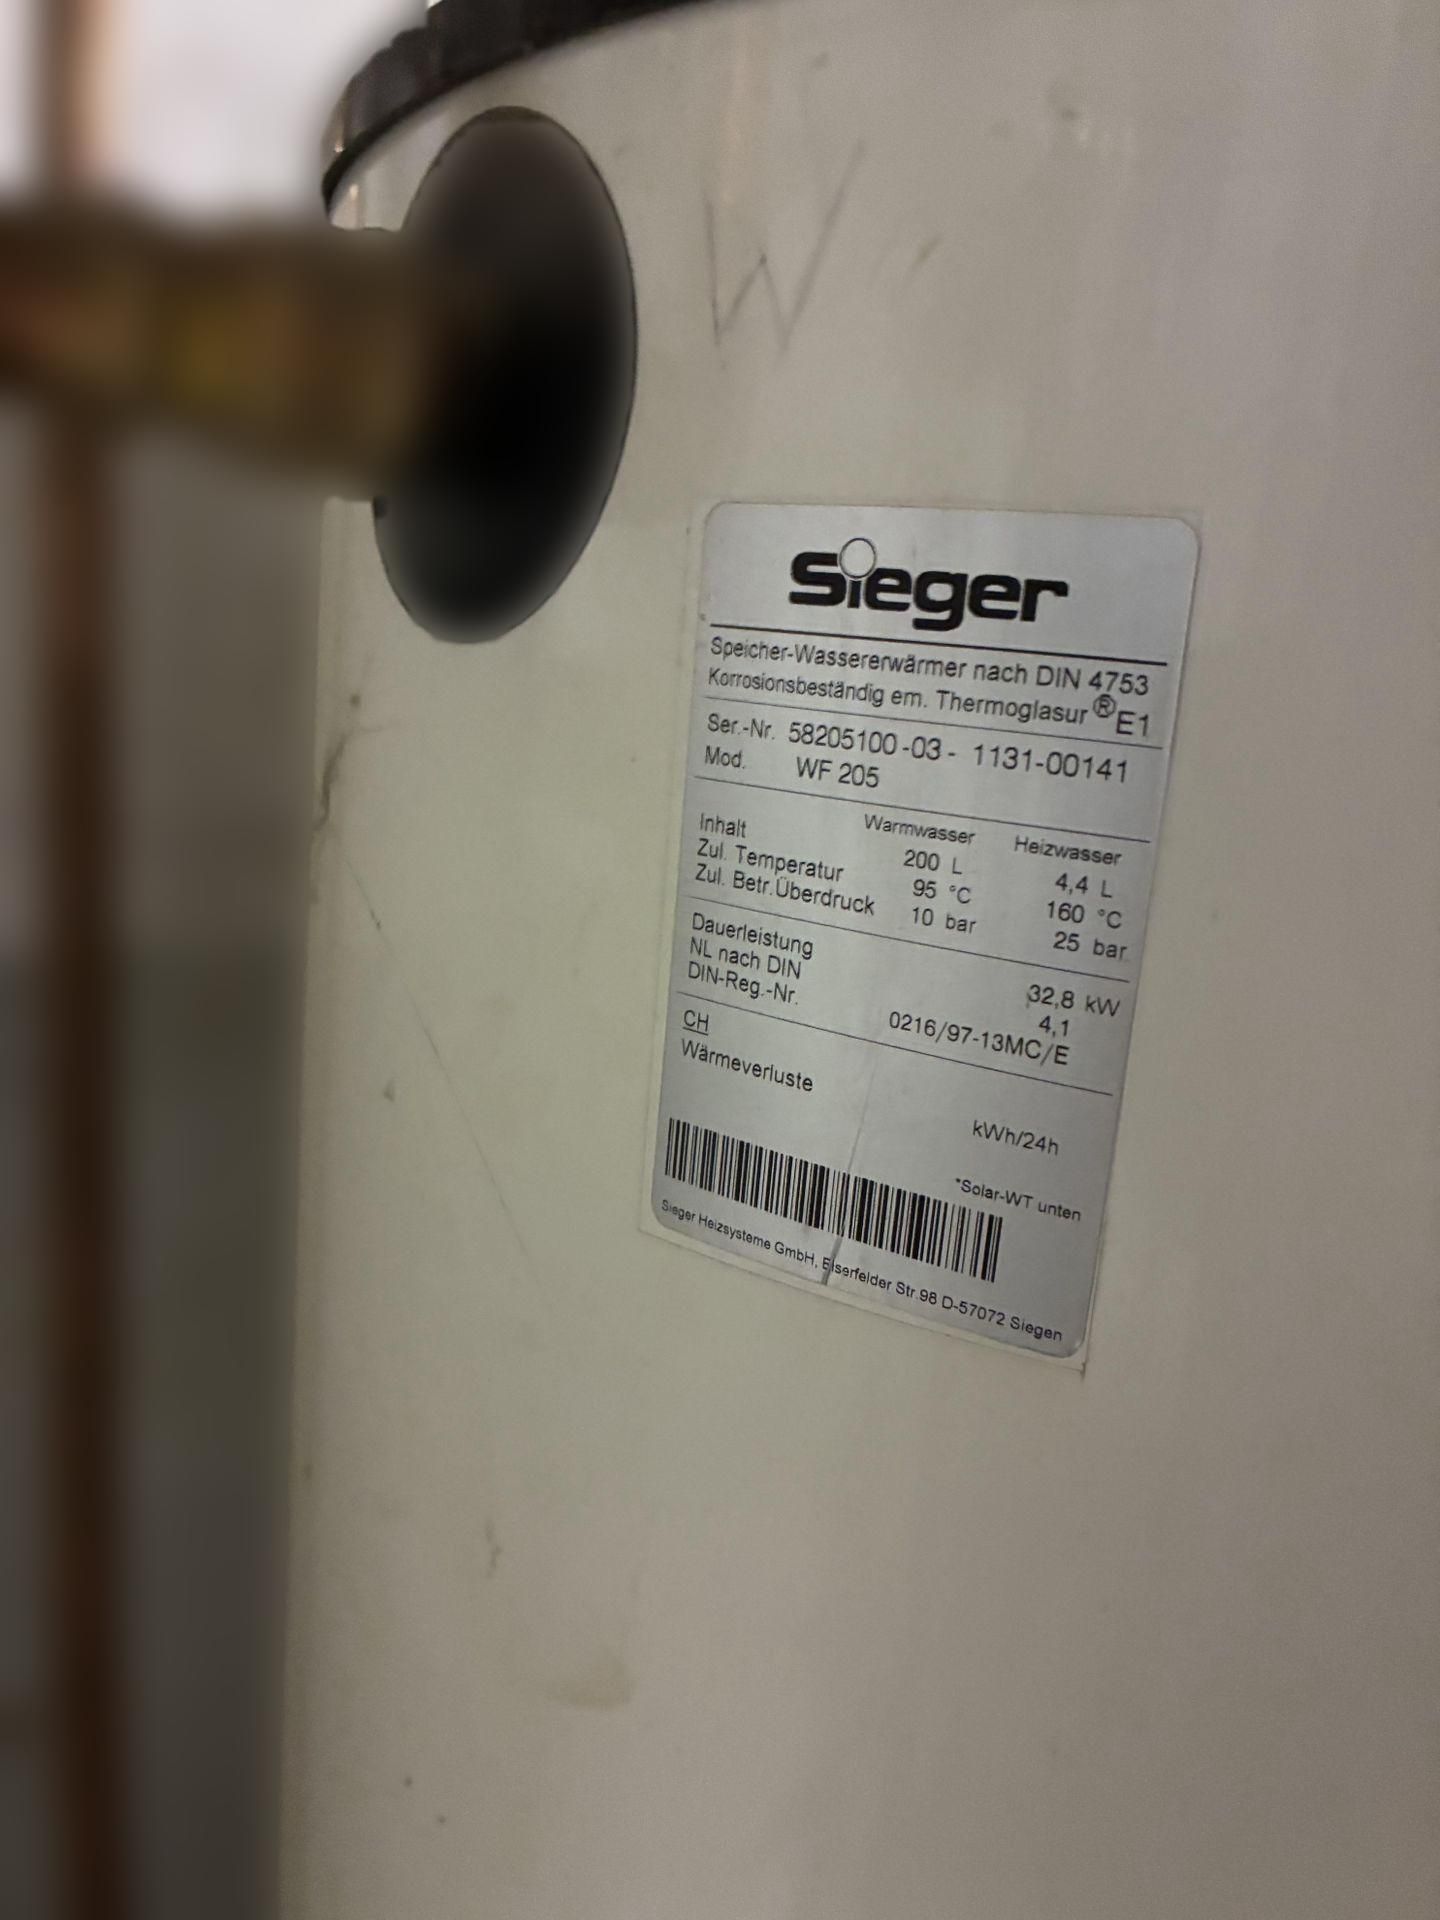 W
Sieger
Speicher-Wassererwärmer nach DIN 4753
Korrosionsbeständig em. Thermoglasur ® E1
Ser.-Nr. 58205100-03- 1131-00141
Mod. WF 205
Warmwasser Heizwasser
Inhalt 200 L 4,4 L
Zul. Temperatur 95 °C 160 °C
Zul. Betr.Überdruck 10 bar 25 bar
Dauerleistung 32,8 kW
NL nach DIN 4,1
DIN-Reg.-Nr. 0216/97-13MC/E
CH
Wärmeverluste kWh/24h
*Solar-WT unten
Sieger Heizsysteme GmbH, Eiserfelder Str.98 D-57072 Siegen